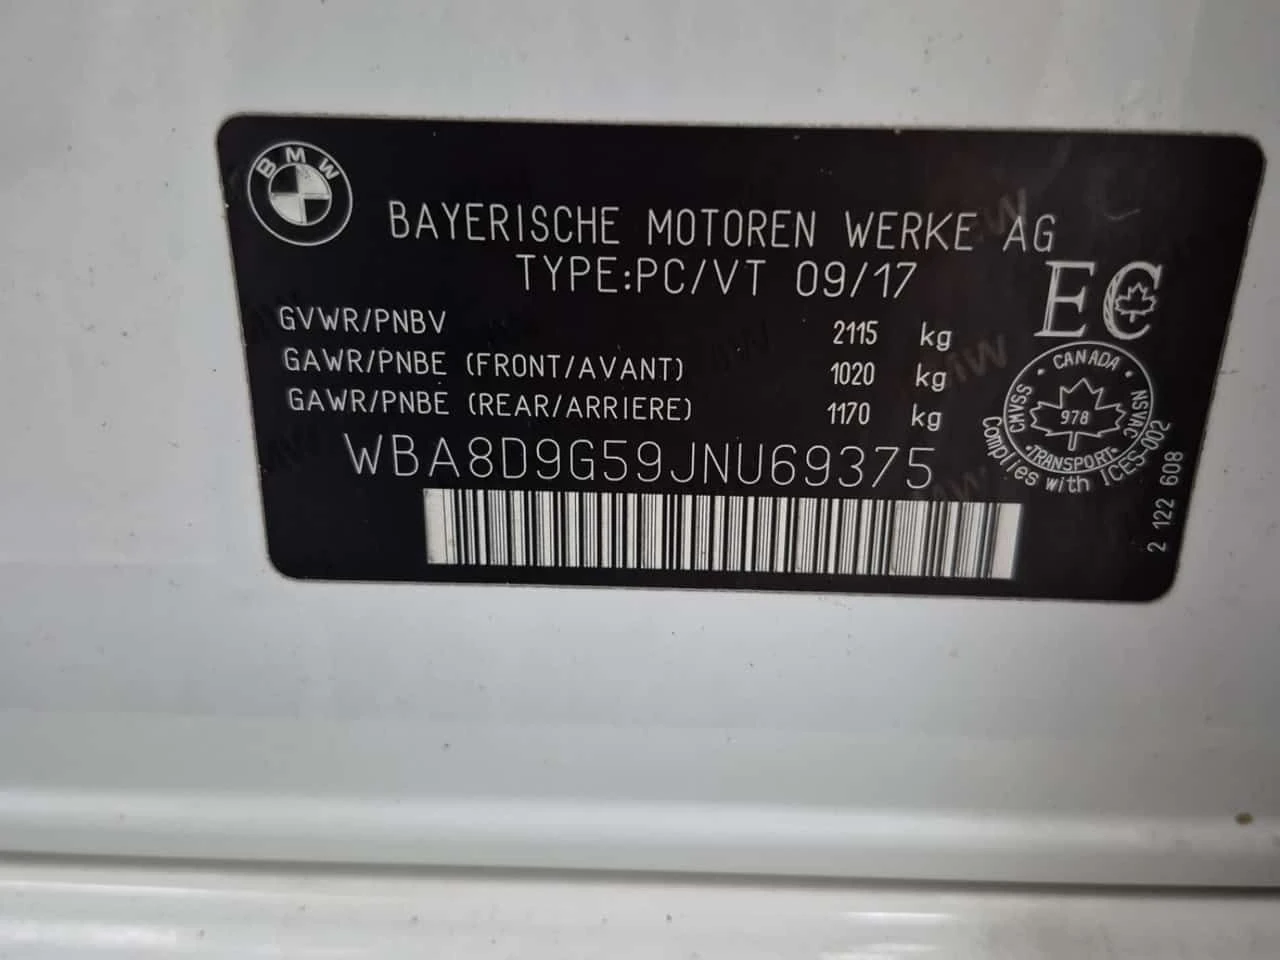 BMW
BAYERISCHE MOTOREN WERKE AG
TYPE:PC/VT 09/17
GVWR/PNBV 2115 kg
GAWR/PNBE (FRONT/AVANT) 1020 kg
GAWR/PNBE (REAR/ARRIERE) 1170 kg
WBA8D9G59JNU69375
EC
CANADA
CMVSS
NSVAC
978
TRANSPORT
Complies with ICES-002
2 122 608